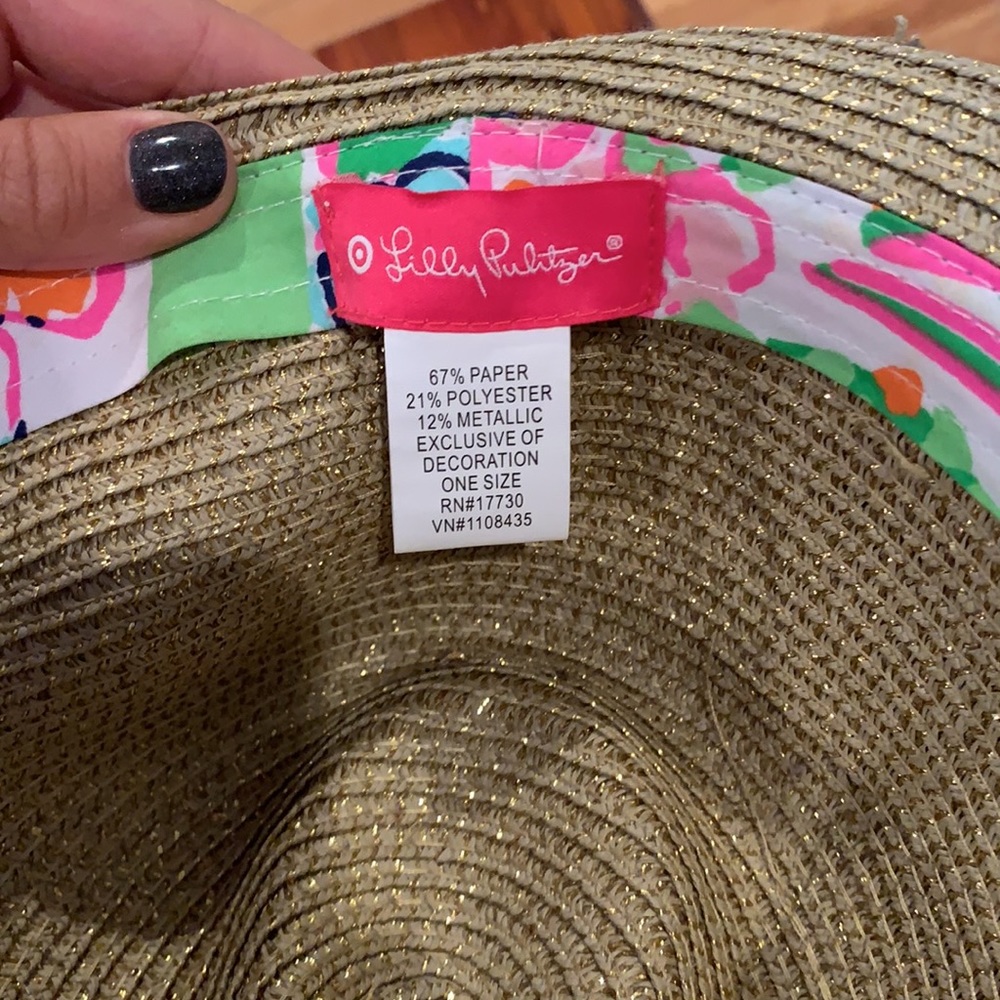 Lilly Pulitzer®
67% PAPER
21% POLYESTER
12% METALLIC
EXCLUSIVE OF
DECORATION
ONE SIZE
RN#17730
VN#1108435